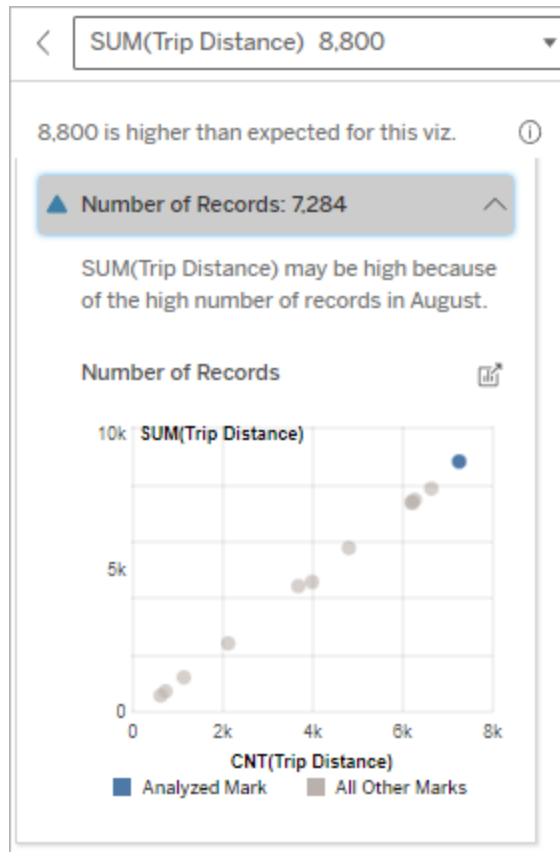 SUM(Trip Distance) 8,800
8,800 is higher than expected for this viz.
Number of Records: 7,284
SUM(Trip Distance) may be high because
of the high number of records in August.
Number of Records
10k SUM(Trip Distance)
5k
0
0 2k 4k 6k 8k
CNT(Trip Distance)
Analyzed Mark All Other Marks